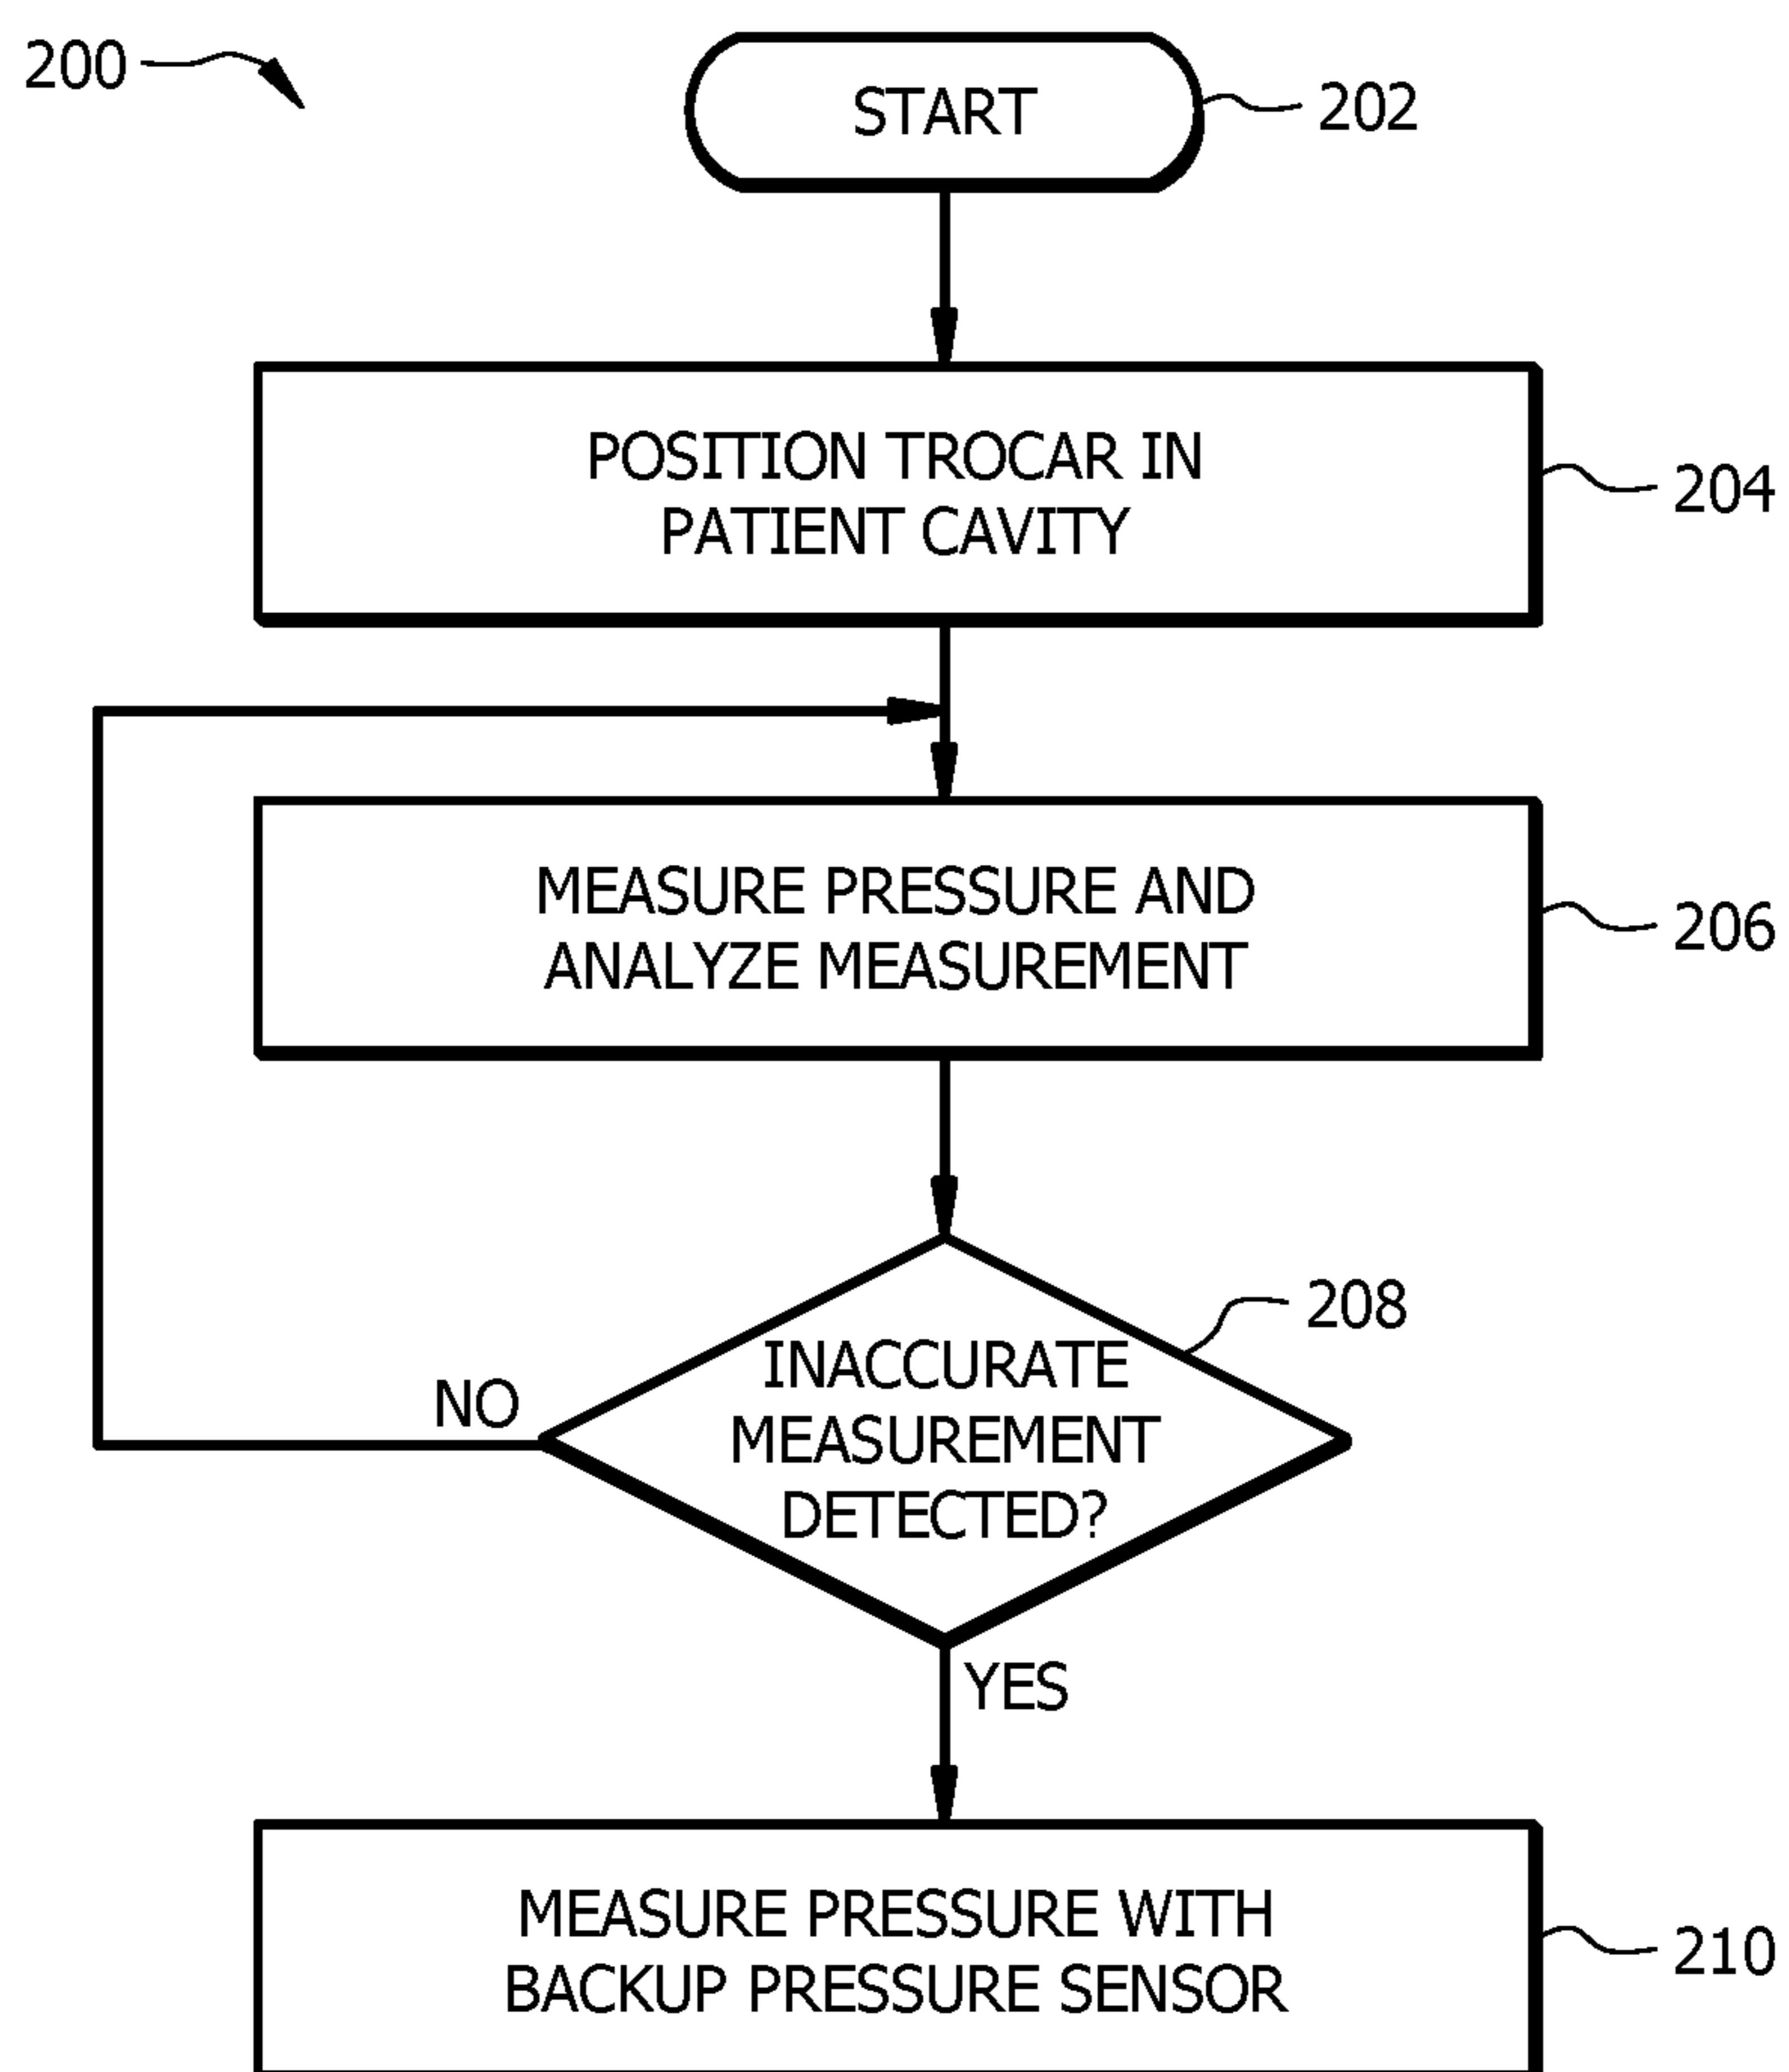 200
START
202
POSITION TROCAR IN
PATIENT CAVITY
204
MEASURE PRESSURE AND
ANALYZE MEASUREMENT
206
208
INACCURATE
MEASUREMENT
DETECTED?
NO
YES
MEASURE PRESSURE WITH
BACKUP PRESSURE SENSOR
210